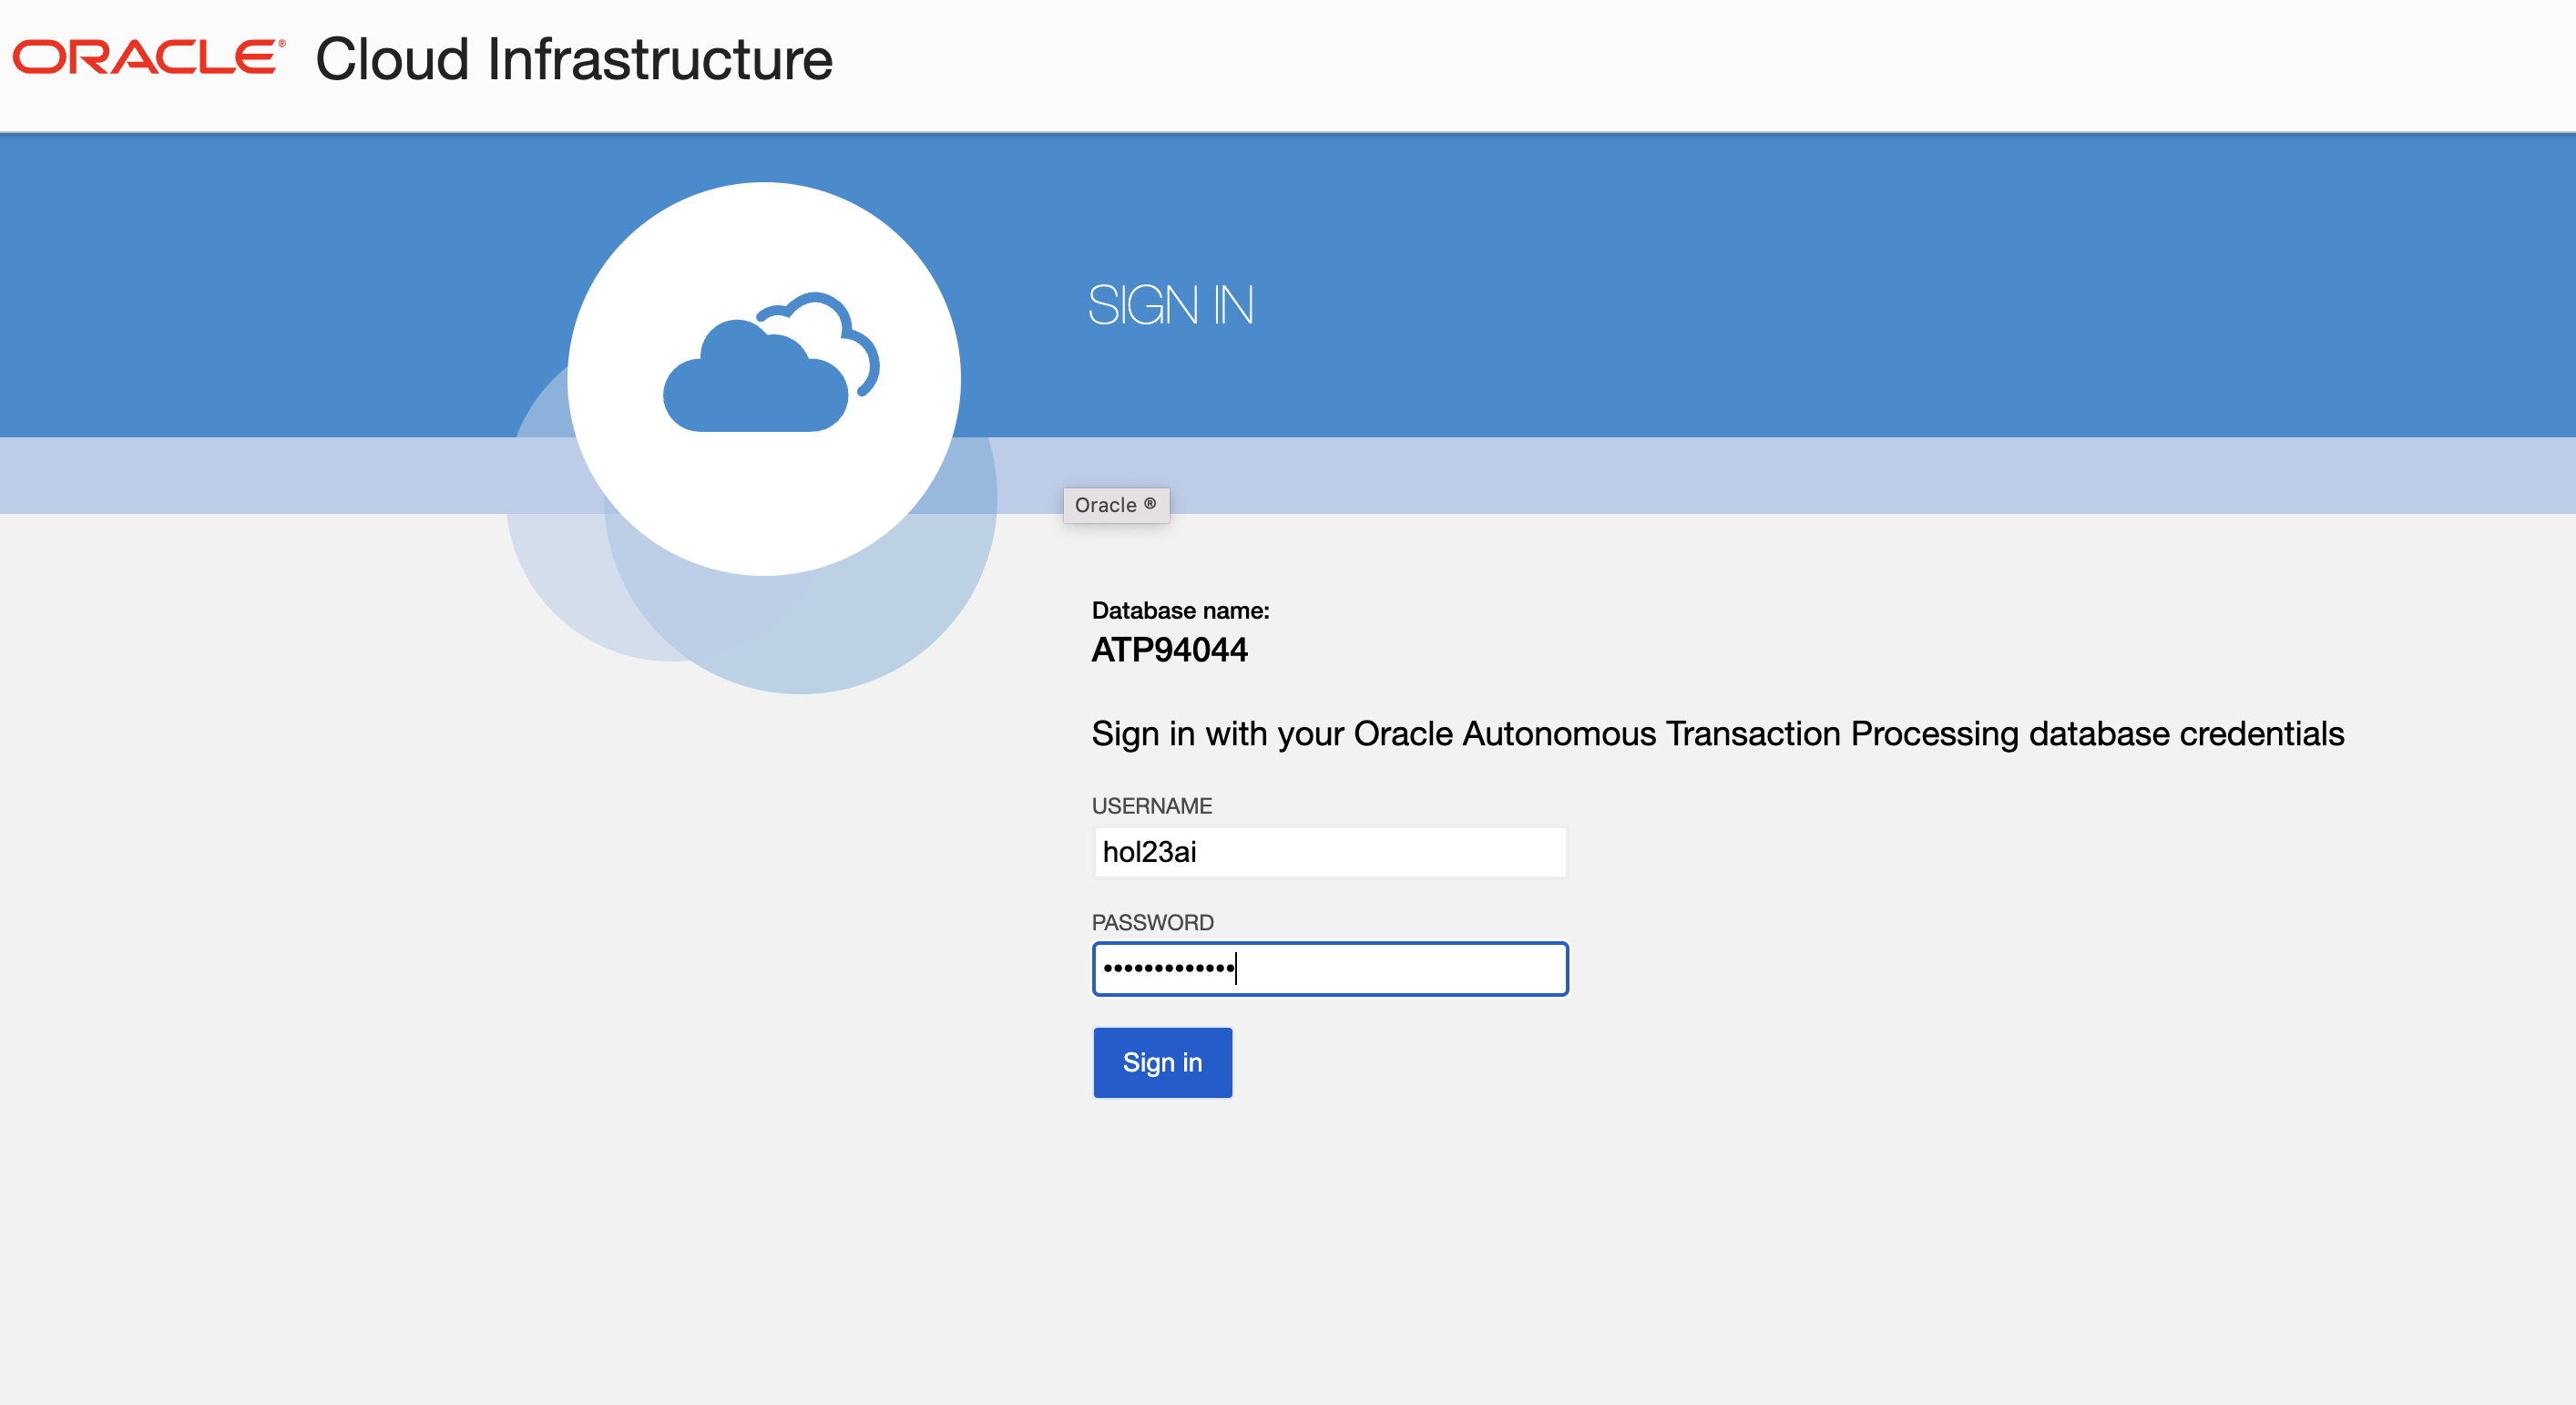 ORACLE® Cloud Infrastructure
SIGN IN
Oracle ®
Database name:
ATP94044
Sign in with your Oracle Autonomous Transaction Processing database credentials
USERNAME
hol23ai
PASSWORD
•••••••••••••
Sign in